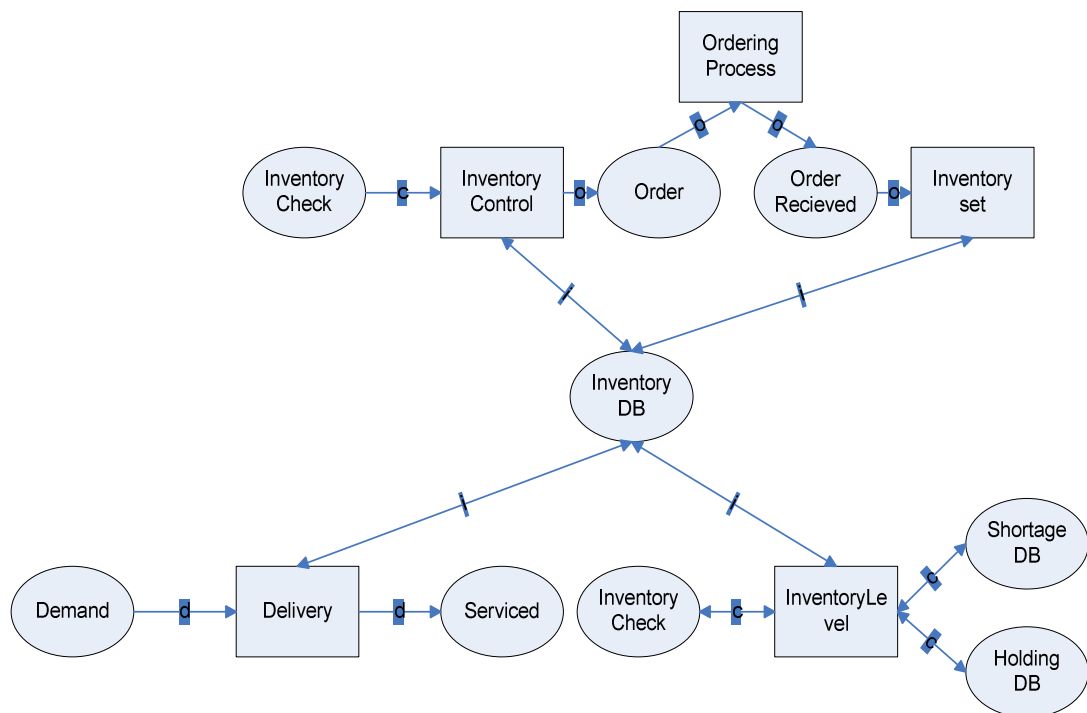 Ordering
Process
o
o
Inventory
Check
c
Inventory
Control
o
Order
Order
Recieved
o
Inventory
set
i
i
Inventory
DB
i
i
Demand
d
Delivery
d
Serviced
Inventory
Check
c
InventoryLe
vel
c
Shortage
DB
c
Holding
DB